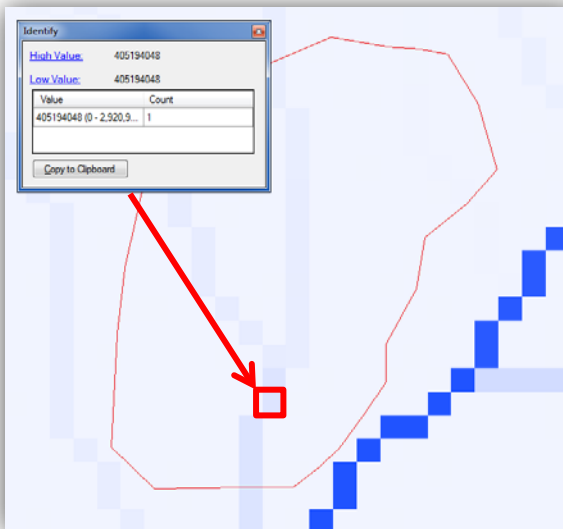 Identify
High Value: 405194048
Low Value: 405194048
Value Count
405194048 (0 - 2,920,9... 1
Copy to Clipboard